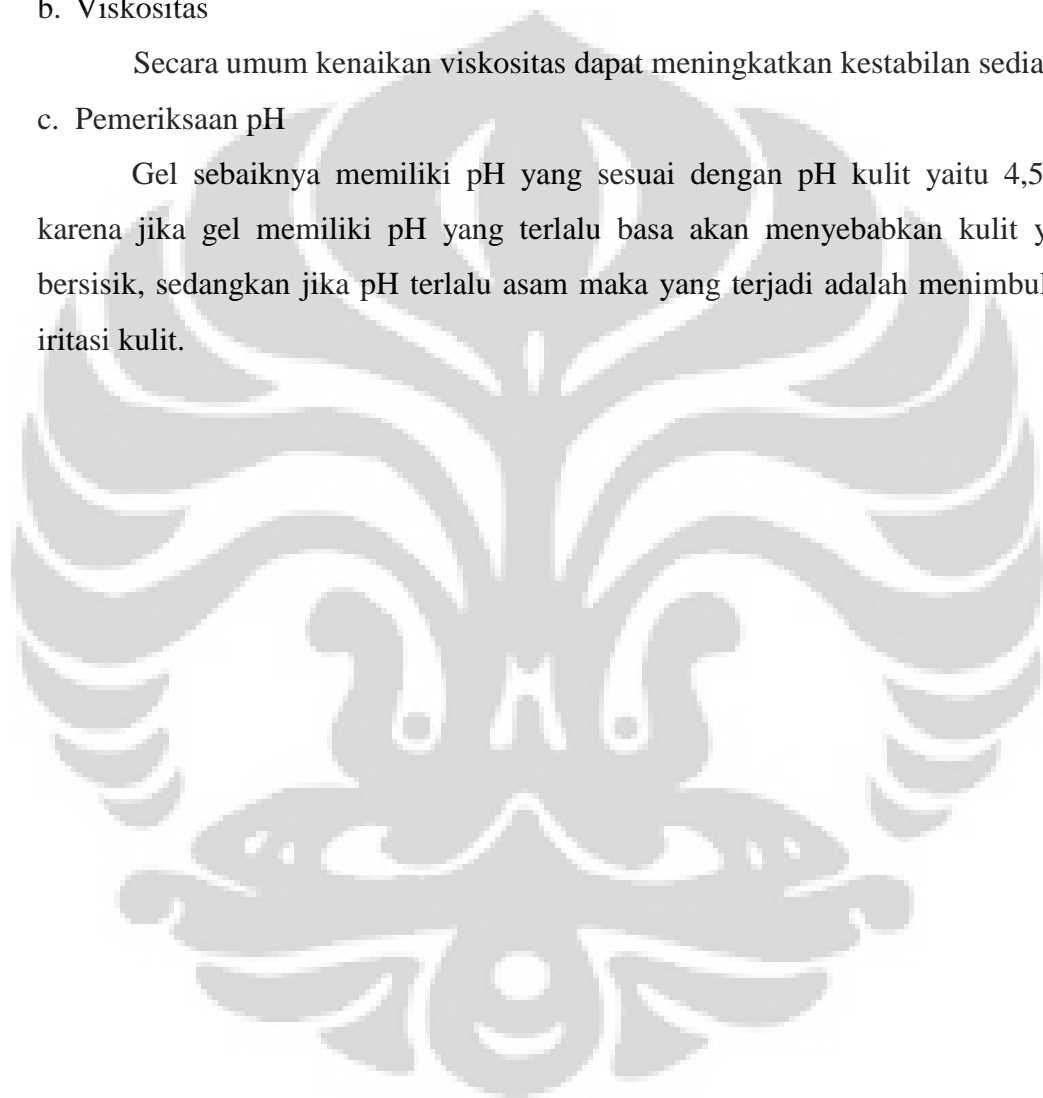 b. Viskositas
Secara umum kenaikan viskositas dapat meningkatkan kestabilan sedia
c. Pemeriksaan pH
Gel sebaiknya memiliki pH yang sesuai dengan pH kulit yaitu 4,5
karena jika gel memiliki pH yang terlalu basa akan menyebabkan kulit y
bersisik, sedangkan jika pH terlalu asam maka yang terjadi adalah menimbul
iritasi kulit.